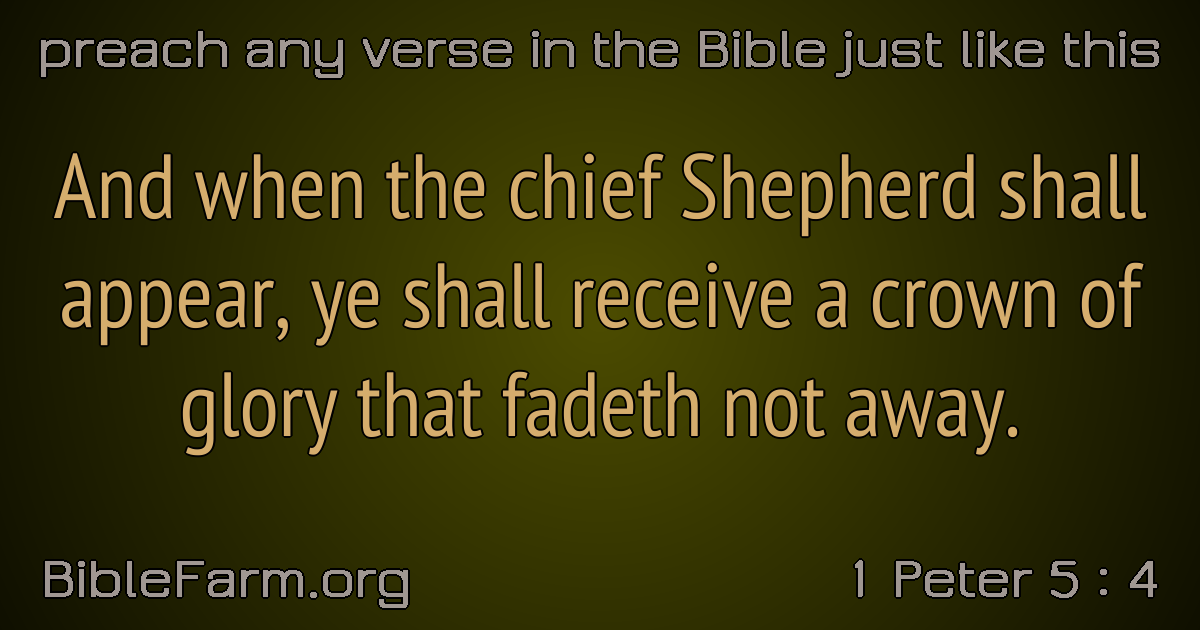 preach any verse in the Bible just like this
And when the chief Shepherd shall
appear, ye shall receive a crown of
glory that fadeth not away.
BibleFarm.org
1 Peter 5 : 4